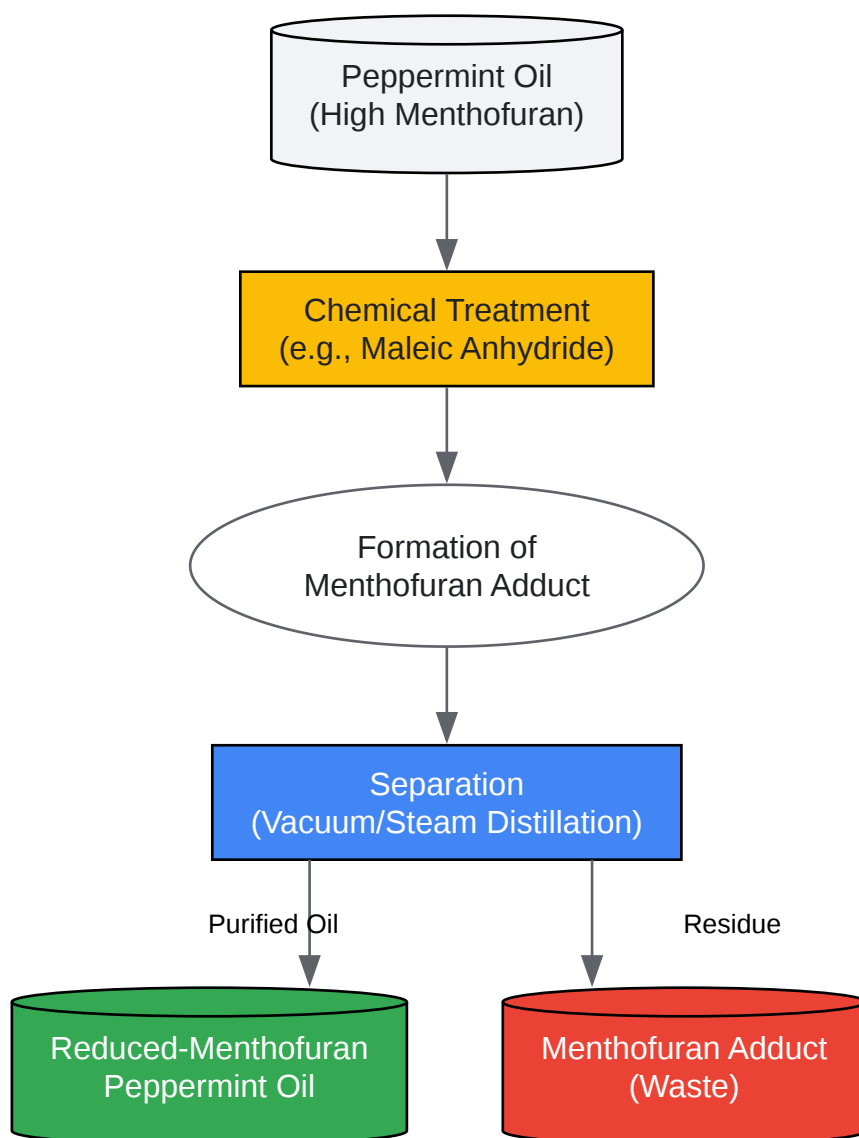 Peppermint Oil
(High Menthofuran)
Chemical Treatment
(e.g., Maleic Anhydride)
Formation of
Menthofuran Adduct
Separation
(Vacuum/Steam Distillation)
Purified Oil
Residue
Reduced-Menthofuran
Peppermint Oil
Menthofuran Adduct
(Waste)